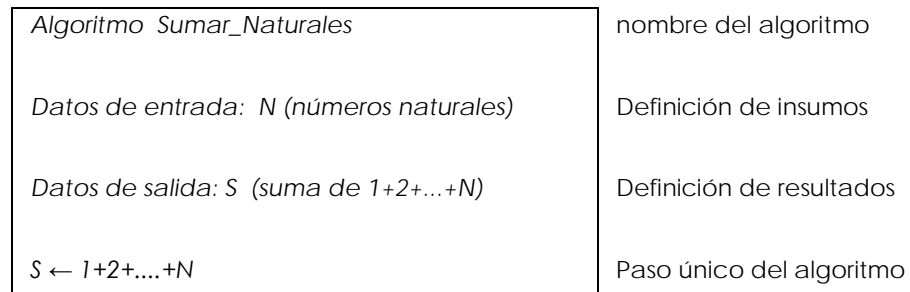 Algoritmo Sumar_Naturales nombre del algoritmo
Datos de entrada: N (números naturales) Definición de insumos
Datos de salida: S (suma de 1+2+...+N) Definición de resultados
S ← 1+2+....+N Paso único del algoritmo